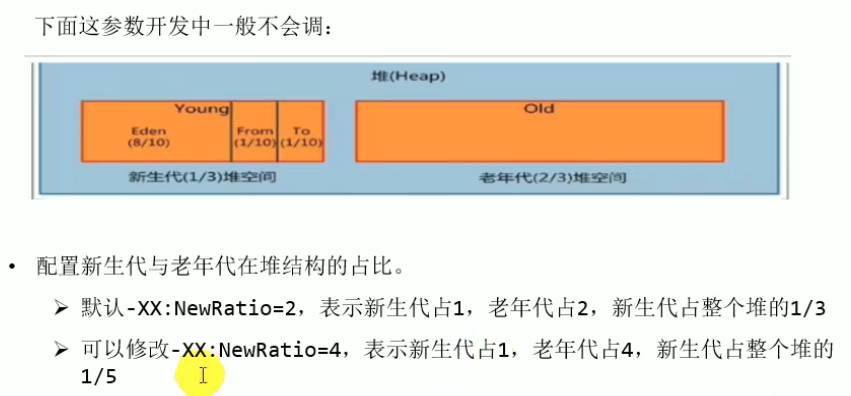 下面这参数开发中一般不会调：
堆(Heap)
Young
Old
Eden
(8/10)
From
(1/10)
To
(1/10)
新生代(1/3)堆空间
老年代(2/3)堆空间
• 配置新生代与老年代在堆结构的占比。
➢ 默认-XX:NewRatio=2，表示新生代占1，老年代占2，新生代占整个堆的1/3
➢ 可以修改-XX:NewRatio=4，表示新生代占1，老年代占4，新生代占整个堆的
1/5